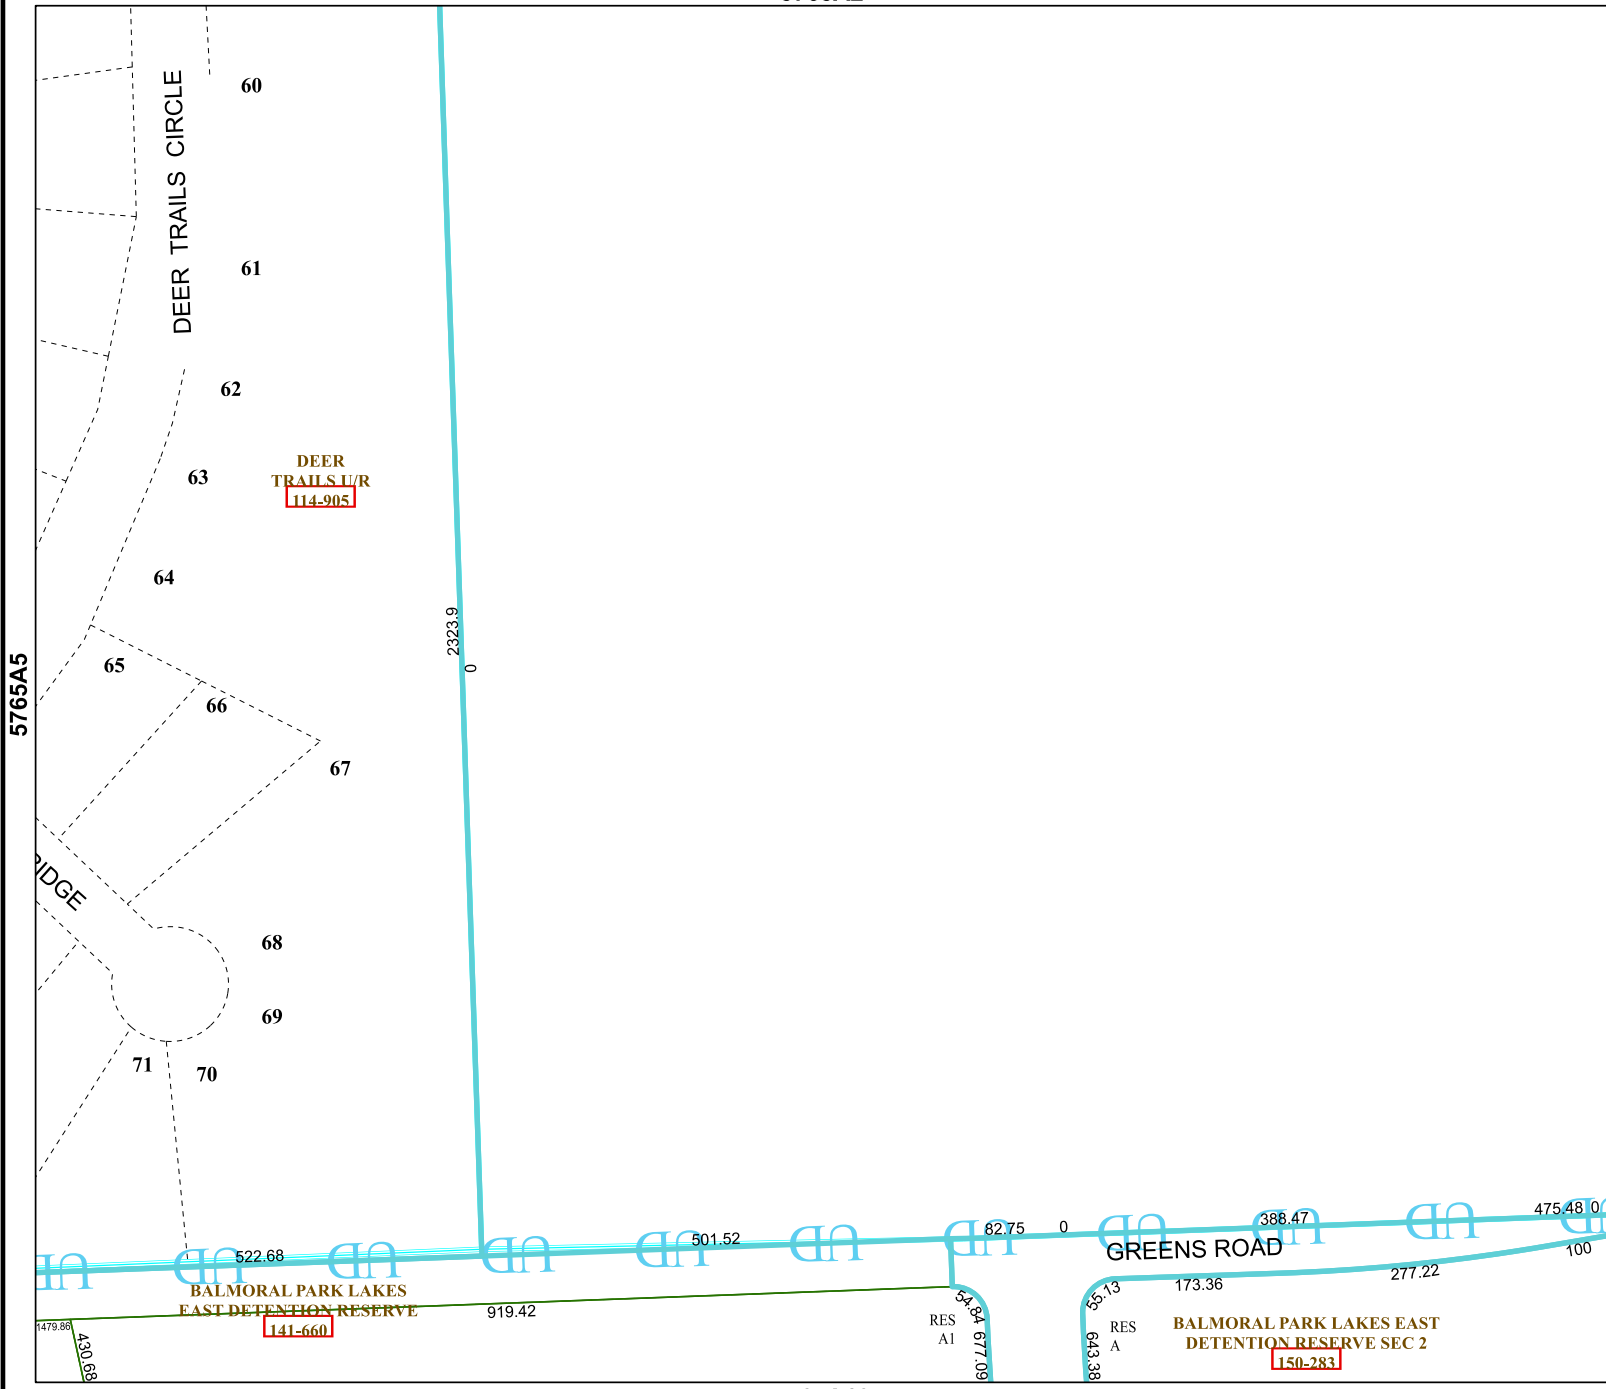 60
DEER TRAILS CIRCLE
61
62
DEER
TRAILS U/R
114-905
63
64
2323.9
0
5765A5
65
66
67
IDGE
68
69
71
70
522.68
501.52
82.75
0
388.47
475.48
0
GREENS ROAD
100
277.22
173.36
55.13
BALMORAL PARK LAKES
EAST DETENTION RESERVE
141-660
919.42
54.84
677.09
RES
A1
643.38
RES
A
BALMORAL PARK LAKES EAST
DETENTION RESERVE SEC 2
150-283
1479.86
430.68